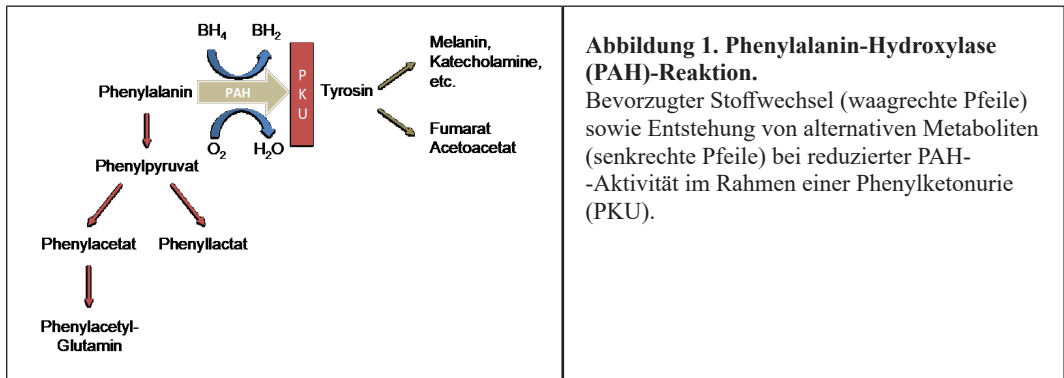 BH4 BH2
Phenylalanin PAH PKU Tyrosin
O2 H2O
Melanin,
Katecholamine,
etc.
Fumarat
Acetoacetat
Phenylpyruvat
Phenylacetat Phenyllactat
Phenylacetyl-
Glutamin
Abbildung 1. Phenylalanin-Hydroxylase
(PAH)-Reaktion.
Bevorzugter Stoffwechsel (waagrechte Pfeile)
sowie Entstehung von alternativen Metaboliten
(senkrechte Pfeile) bei reduzierter PAH-
-Aktivität im Rahmen einer Phenylketonurie
(PKU).